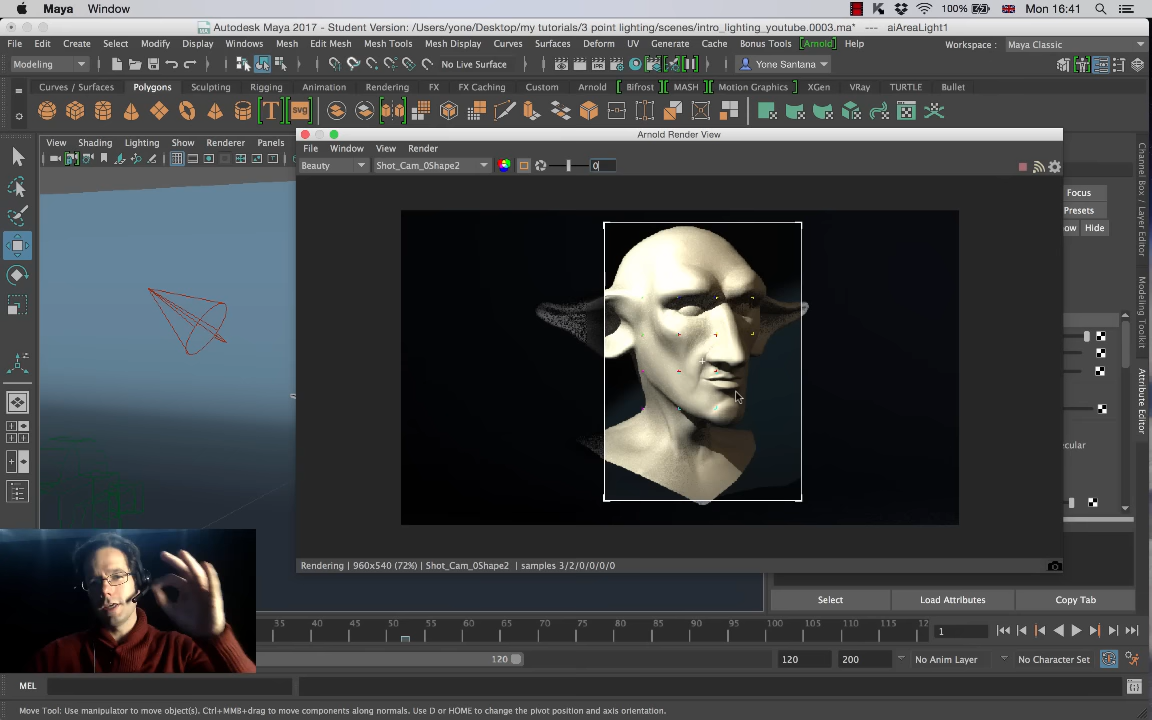 Maya Window 100% Mon 16:41
Autodesk Maya 2017 - Student Version: /Users/yone/Desktop/my tutorials/3 point lighting/scenes/intro_lighting_youtube.0003.ma* --- aiAreaLight1
File Edit Create Select Modify Display Windows Mesh Edit Mesh Mesh Tools Mesh Display Curves Surfaces Deform UV Generate Cache Bonus Tools Arnold Help Workspace : Maya Classic
Modeling No Live Surface Yone Santana
Curves / Surfaces Polygons Sculpting Rigging Animation Rendering FX FX Caching Custom Arnold Bifrost MASH Motion Graphics XGen VRay TURTLE Bullet
T svg
Arnold Render View
View Shading Lighting Show Renderer Panels
File Window View Render
Beauty Shot_Cam_0Shape2 0
Focus
Presets
ow Hide
Channel Box / Layer Editor
Modeling Toolkit
Attribute Editor
cular
Rendering | 960x540 (72%) | Shot_Cam_0Shape2 | samples 3/2/0/0/0/0
Select Load Attributes Copy Tab
35 40 45 50 55 60 65 70 75 80 85 90 95 100 105 110 115 12 1
120 120 200 No Anim Layer No Character Set
MEL
Move Tool: Use manipulator to move object(s). Ctrl+MMB+drag to move components along normals. Use D or HOME to change the pivot position and axis orientation.